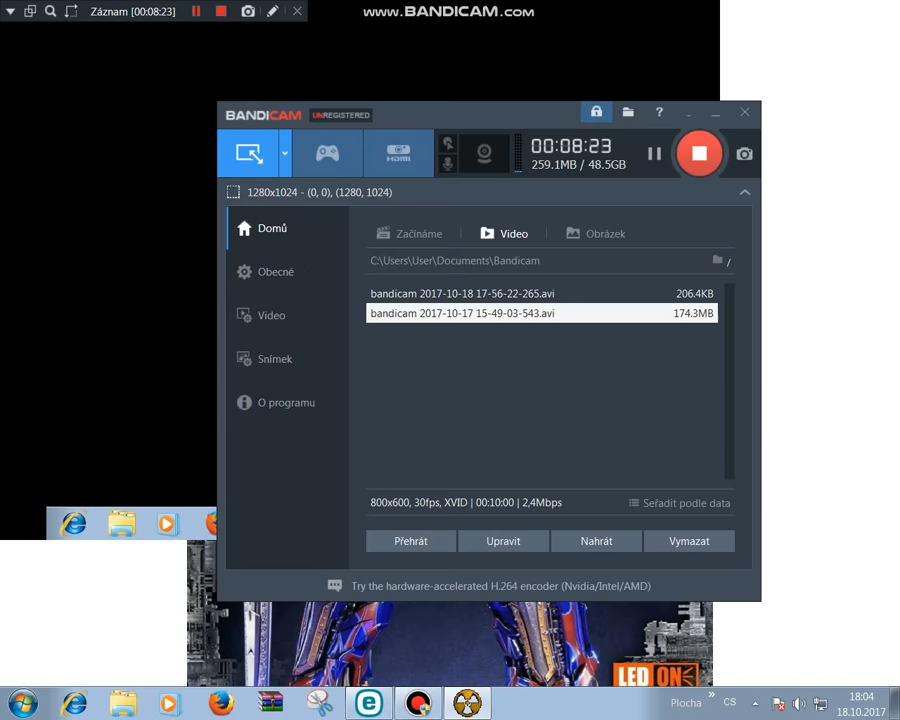 Záznam [00:08:23]
www.BANDICAM.com
BANDICAM UNREGISTERED
?
HDMI
00:08:23
259.1MB / 48.5GB
1280x1024 - (0, 0), (1280, 1024)
Domů
Obecné
Video
Snímek
O programu
Začínáme
Video
Obrázek
C:\Users\User\Documents\Bandicam
/
bandicam 2017-10-18 17-56-22-265.avi 206.4KB
bandicam 2017-10-17 15-49-03-543.avi 174.3MB
800x600, 30fps, XVID | 00:10:00 | 2,4Mbps
Seřadit podle data
Přehrát
Upravit
Nahrát
Vymazat
Try the hardware-accelerated H.264 encoder (Nvidia/Intel/AMD)
LED ON
Plocha
»
CS
18:04
18.10.2017